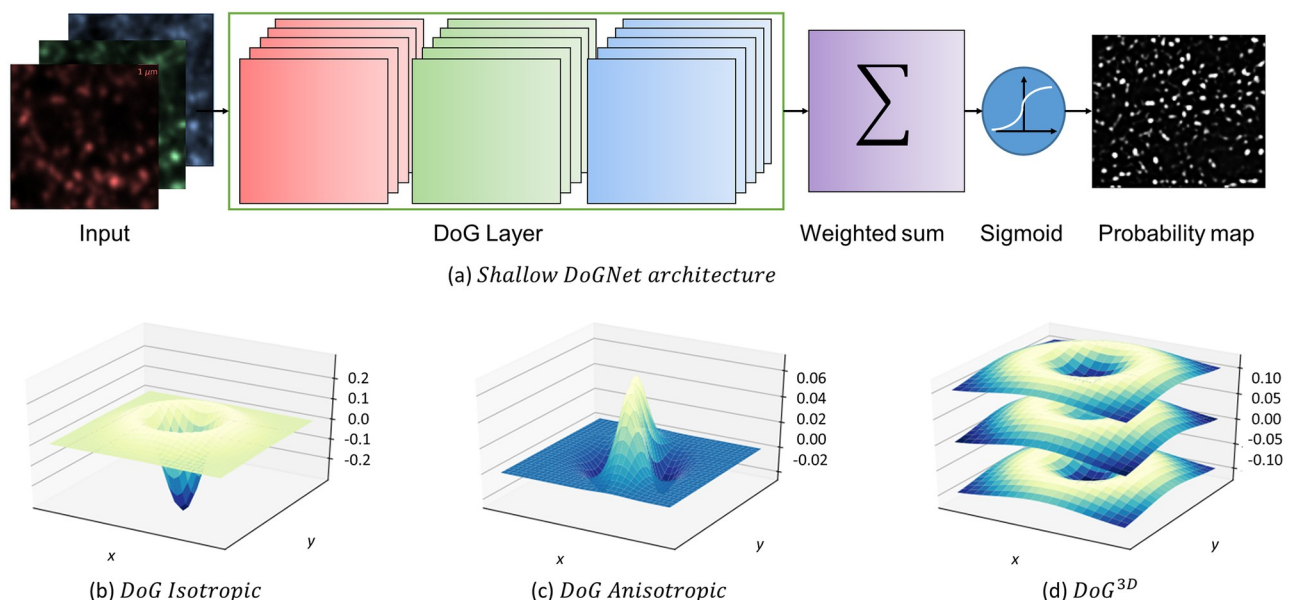 1 μm
Σ
Input
DoG Layer
Weighted sum
Sigmoid
Probability map
(a) Shallow DoGNet architecture
0.2
0.1
0.0
-0.1
-0.2
x
y
(b) DoG Isotropic
0.06
0.04
0.02
0.00
-0.02
x
y
(c) DoG Anisotropic
0.10
0.05
0.00
-0.05
-0.10
x
y
(d) DoG³ᴰ